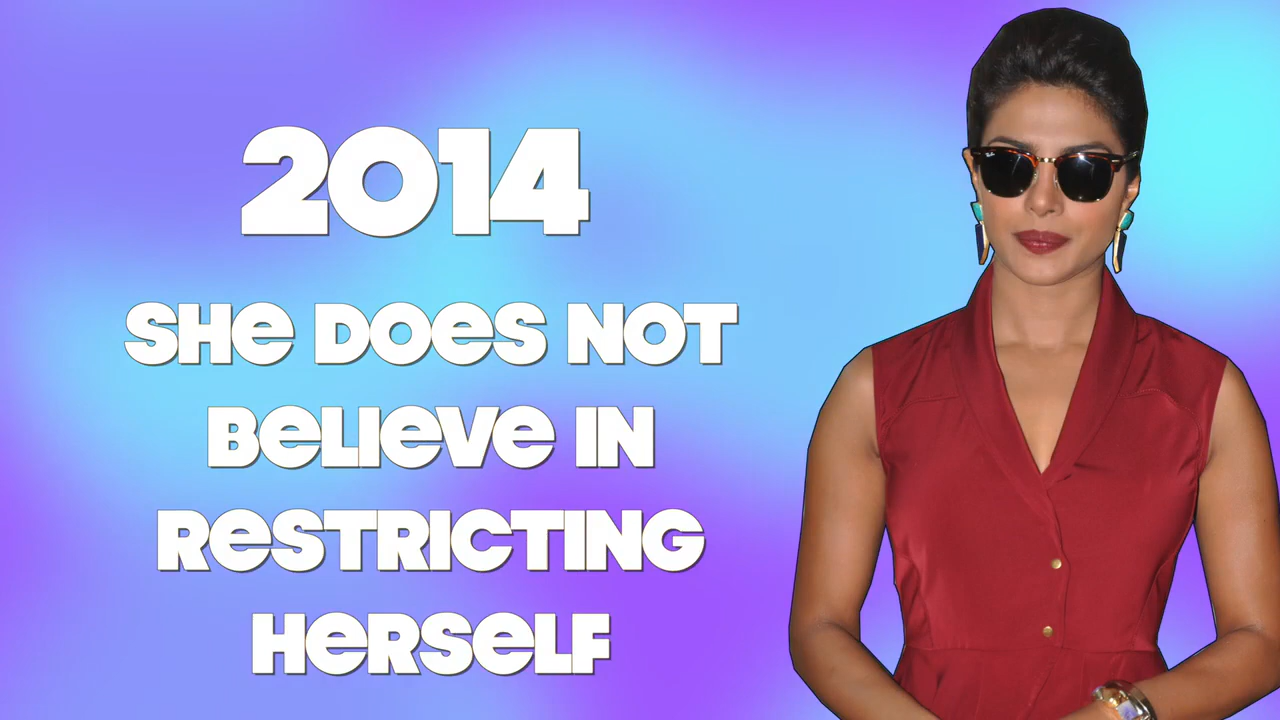 2014
SHe DOeS NOT
BeLIeVe IN
ReSTRICTING
HeRSeLF